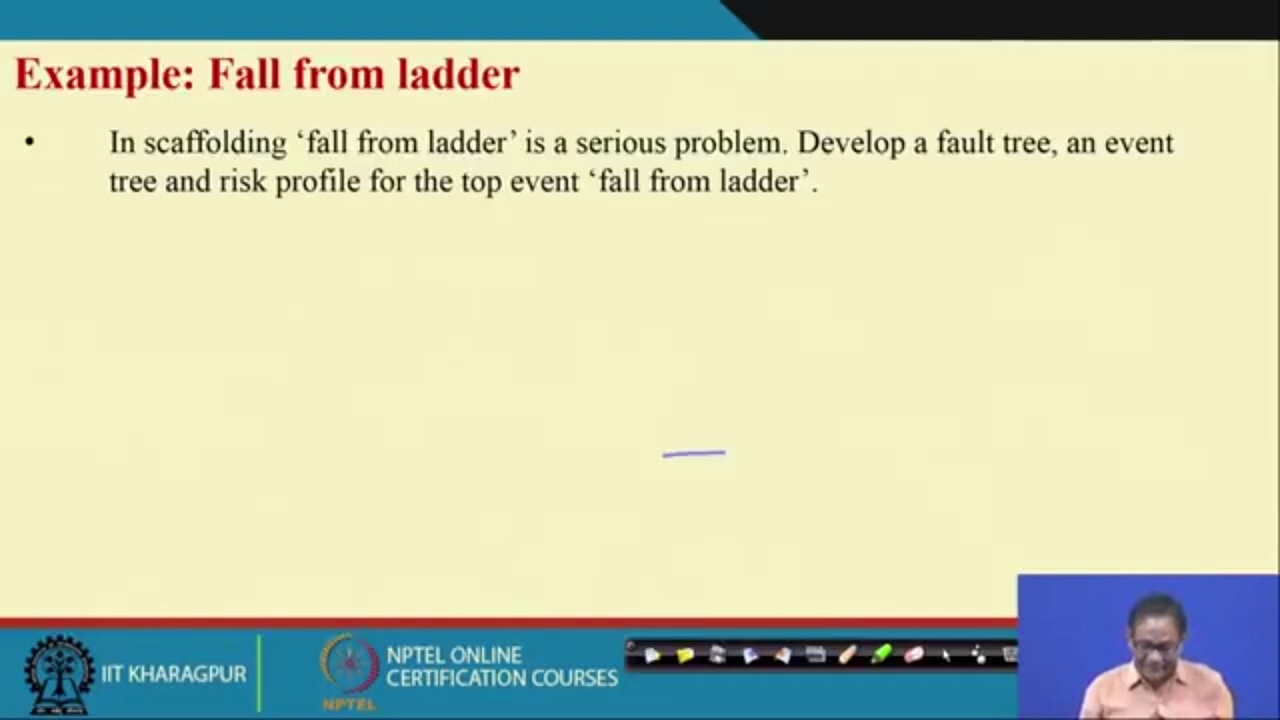 Example: Fall from ladder
• In scaffolding ‘fall from ladder’ is a serious problem. Develop a fault tree, an event
tree and risk profile for the top event ‘fall from ladder’.
IIT KHARAGPUR
NPTEL
NPTEL ONLINE
CERTIFICATION COURSES